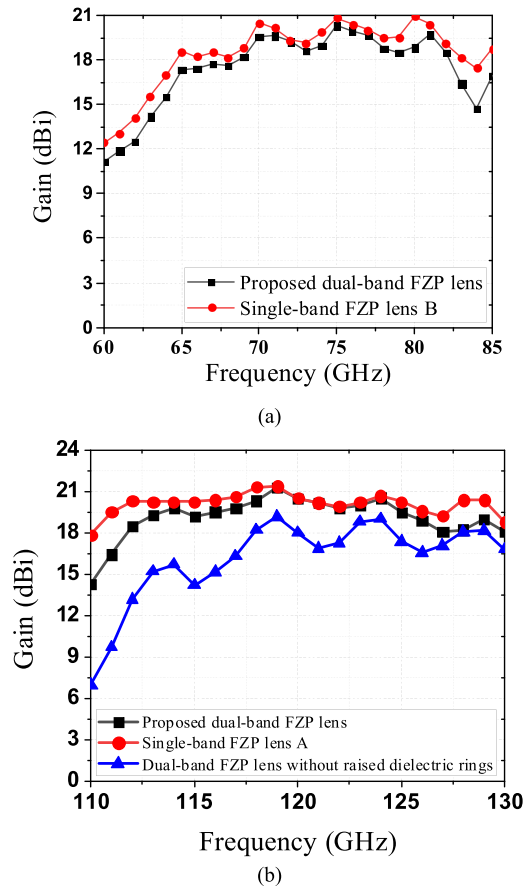 21
18
15
12
9
6
3
0
Gain (dBi)
Proposed dual-band FZP lens
Single-band FZP lens B
60 65 70 75 80 85
Frequency (GHz)
(a)
24
21
18
15
12
9
6
3
0
Gain (dBi)
Proposed dual-band FZP lens
Single-band FZP lens A
Dual-band FZP lens without raised dielectric rings
110 115 120 125 130
Frequency (GHz)
(b)